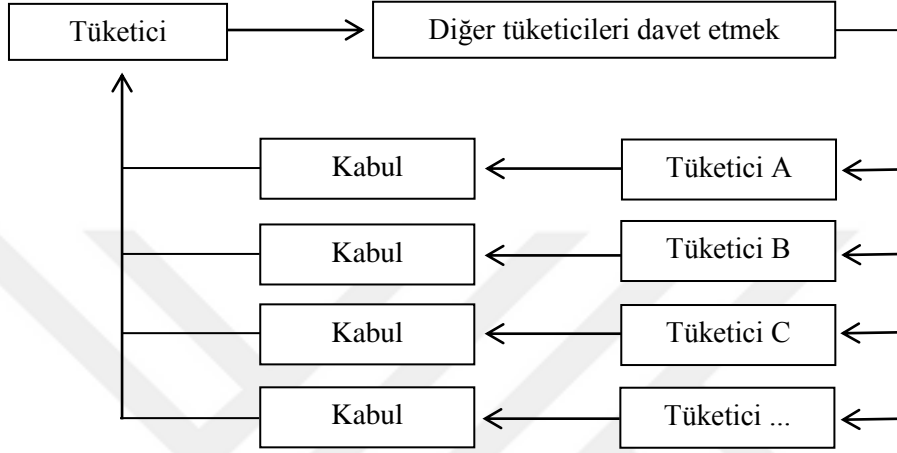 Tüketici
Diğer tüketicileri davet etmek
Kabul
Tüketici A
Kabul
Tüketici B
Kabul
Tüketici C
Kabul
Tüketici ...